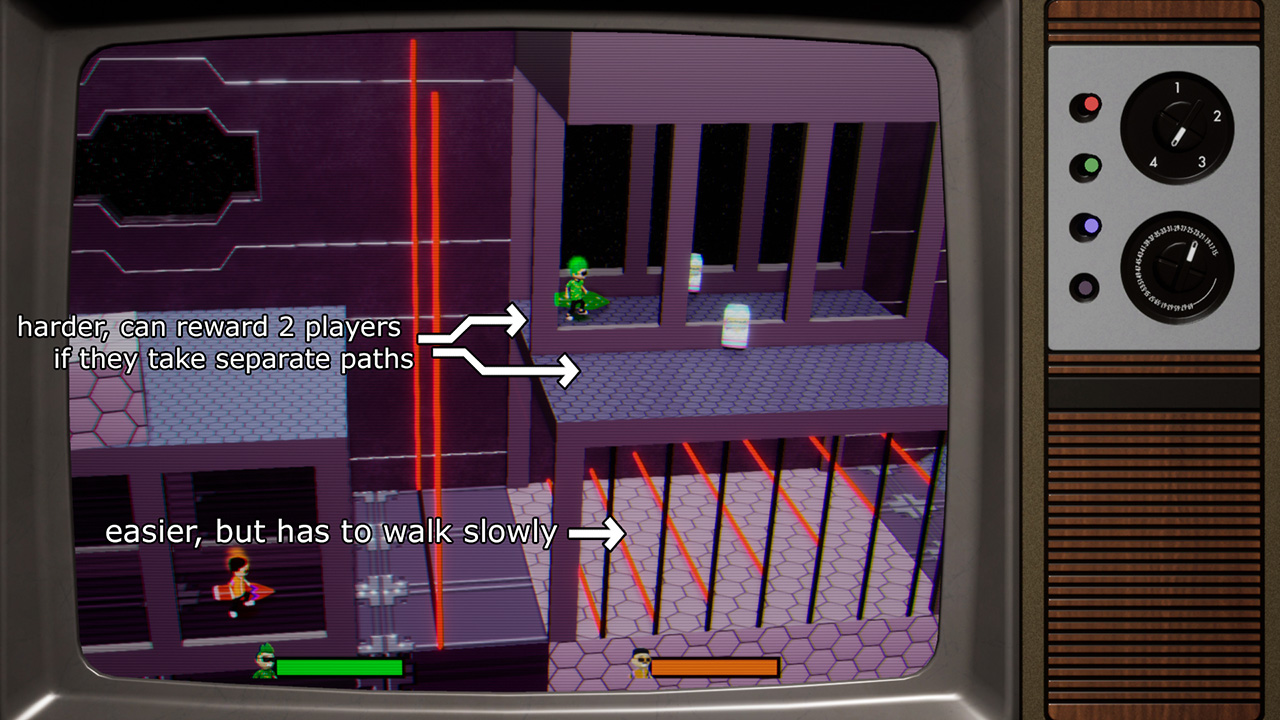 harder, can reward 2 players
if they take separate paths
easier, but has to walk slowly
1
2
3
4